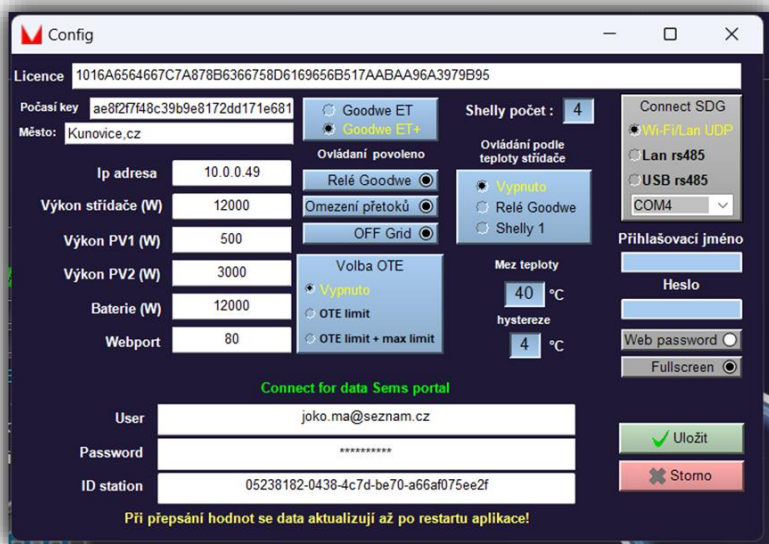 Config
Licence 1016A6564667C7A878B6366758D6169656B517AABAA96A3979B95
Počasí key ae8f2f7f48c39b9e8172dd171e681
Město: Kunovice,cz
Ip adresa 10.0.0.49
Výkon střídače (W) 12000
Výkon PV1 (W) 500
Výkon PV2 (W) 3000
Baterie (W) 12000
Webport 80
Goodwe ET
Goodwe ET+
Ovládaní povoleno
Relé Goodwe
Omezení přetoků
OFF Grid
Volba OTE
Vypnuto
OTE limit
OTE limit + max limit
Shelly počet : 4
Ovládání podle
teploty střídače
Vypnuto
Relé Goodwe
Shelly 1
Mez teploty
40 °C
hystereze
4 °C
Connect SDG
Wi-Fi/Lan UDP
Lan rs485
USB rs485
COM4
Přihlašovací jméno
Heslo
Web password
Fullscreen
Connect for data Sems portal
User joko.ma@seznam.cz
Password **********
ID station 05238182-0438-4c7d-be70-a66af075ee2f
Uložit
Storno
Při přepsání hodnot se data aktualizují až po restartu aplikace!